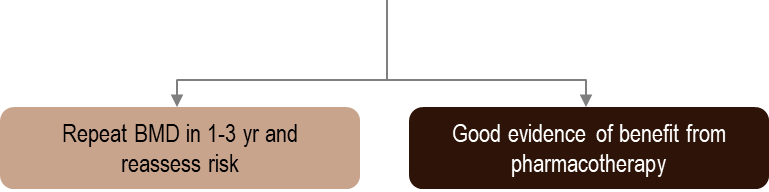 Repeat BMD in 1-3 yr and
reassess risk
Good evidence of benefit from
pharmacotherapy